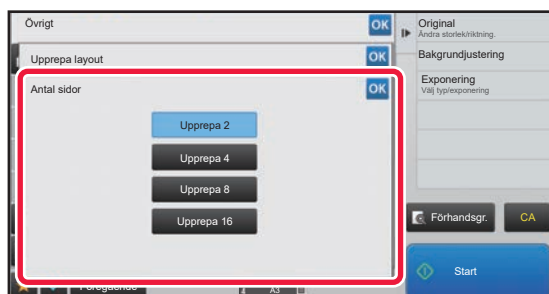 Övrigt
OK
Upprepa layout
OK
Antal sidor
OK
Upprepa 2
Upprepa 4
Upprepa 8
Upprepa 16
Original
Ändra storlek/riktning.
Bakgrundjustering
Exponering
Välj typ/exponering
Förhandsgr.
CA
Start
Föregående
A3